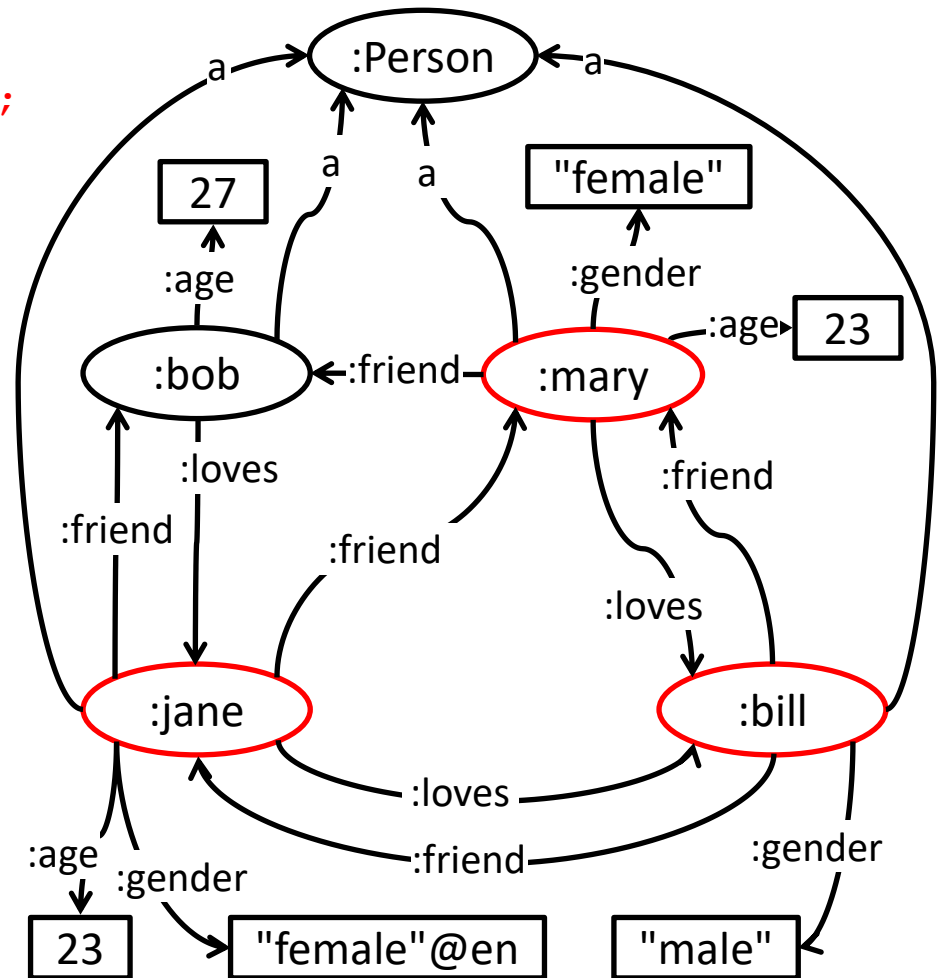 :Person
a
a
;
a
a
"female"
27
:gender
:age
:age
23
:bob
:friend
:mary
:loves
:friend
:friend
:friend
:loves
:jane
:bill
:loves
:friend
:gender
:age
:gender
23
"female"@en
"male"